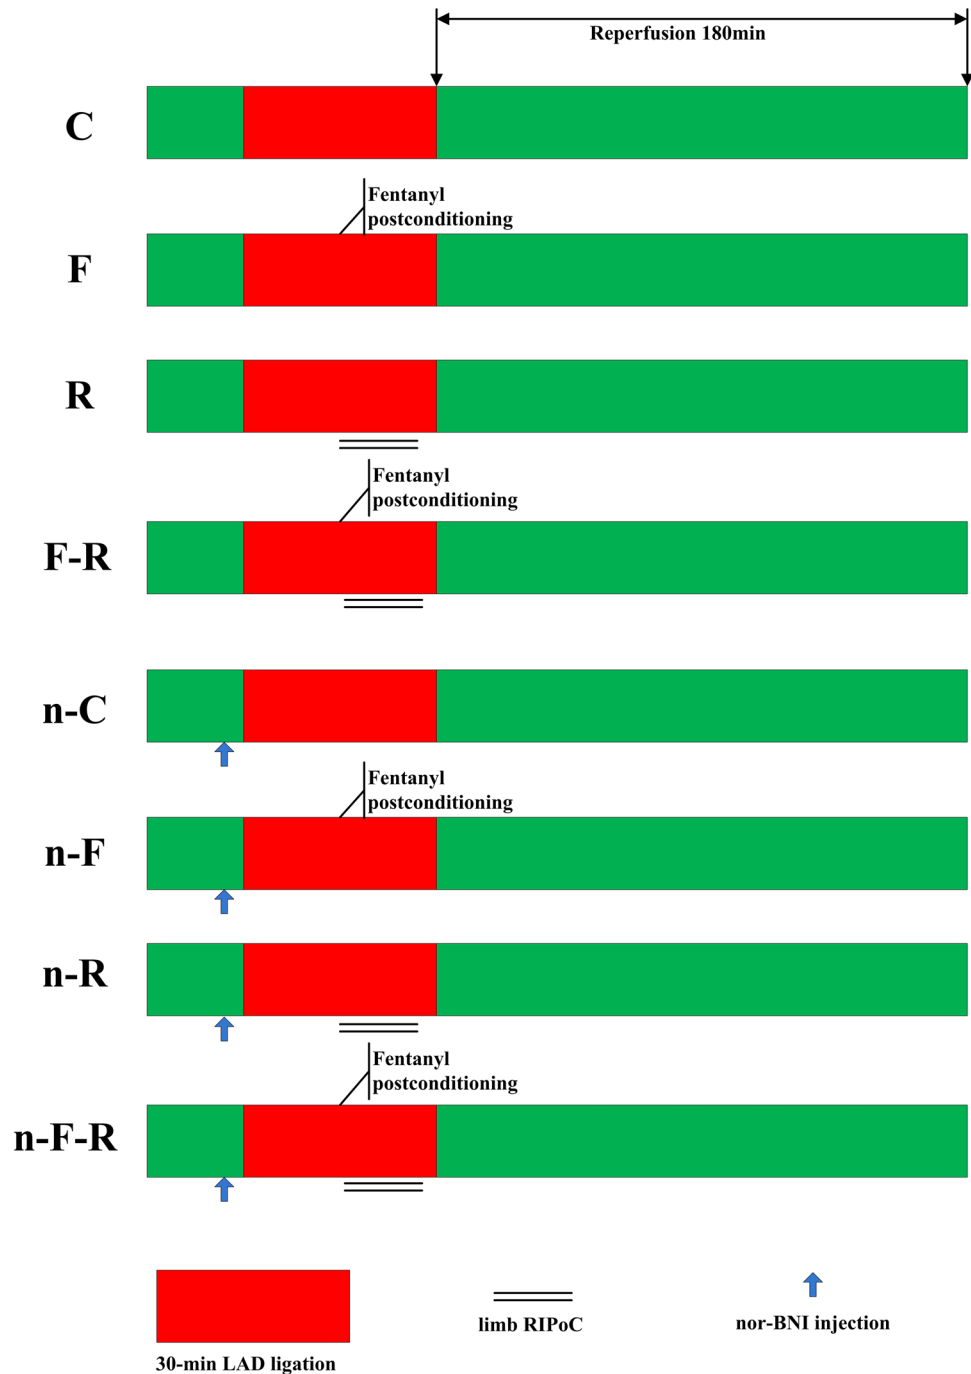 Reperfusion 180min
C
Fentanyl
postconditioning
F
R
Fentanyl
postconditioning
F-R
n-C
Fentanyl
postconditioning
n-F
n-R
Fentanyl
postconditioning
n-F-R
limb RIPoC
nor-BNI injection
30-min LAD ligation